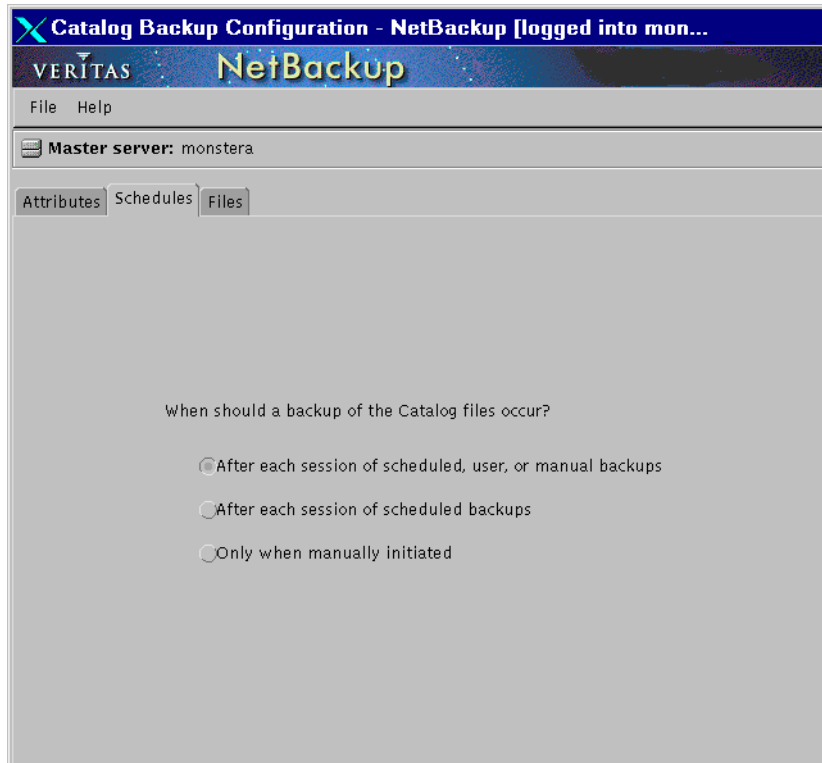 Catalog Backup Configuration - NetBackup [logged into mon...
VERITAS NetBackup
File Help
Master server: monstera
Attributes Schedules Files
When should a backup of the Catalog files occur?
After each session of scheduled, user, or manual backups
After each session of scheduled backups
Only when manually initiated